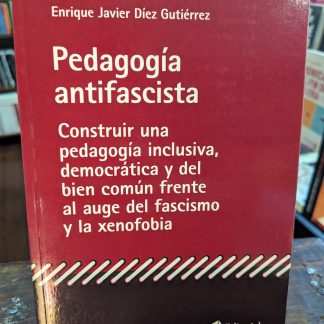 Enrique Javier Díez Gutiérrez
Pedagogía
antifascista
Construir una
pedagogía inclusiva,
democrática y del
bien común frente
al auge del fascismo
y la xenofobia